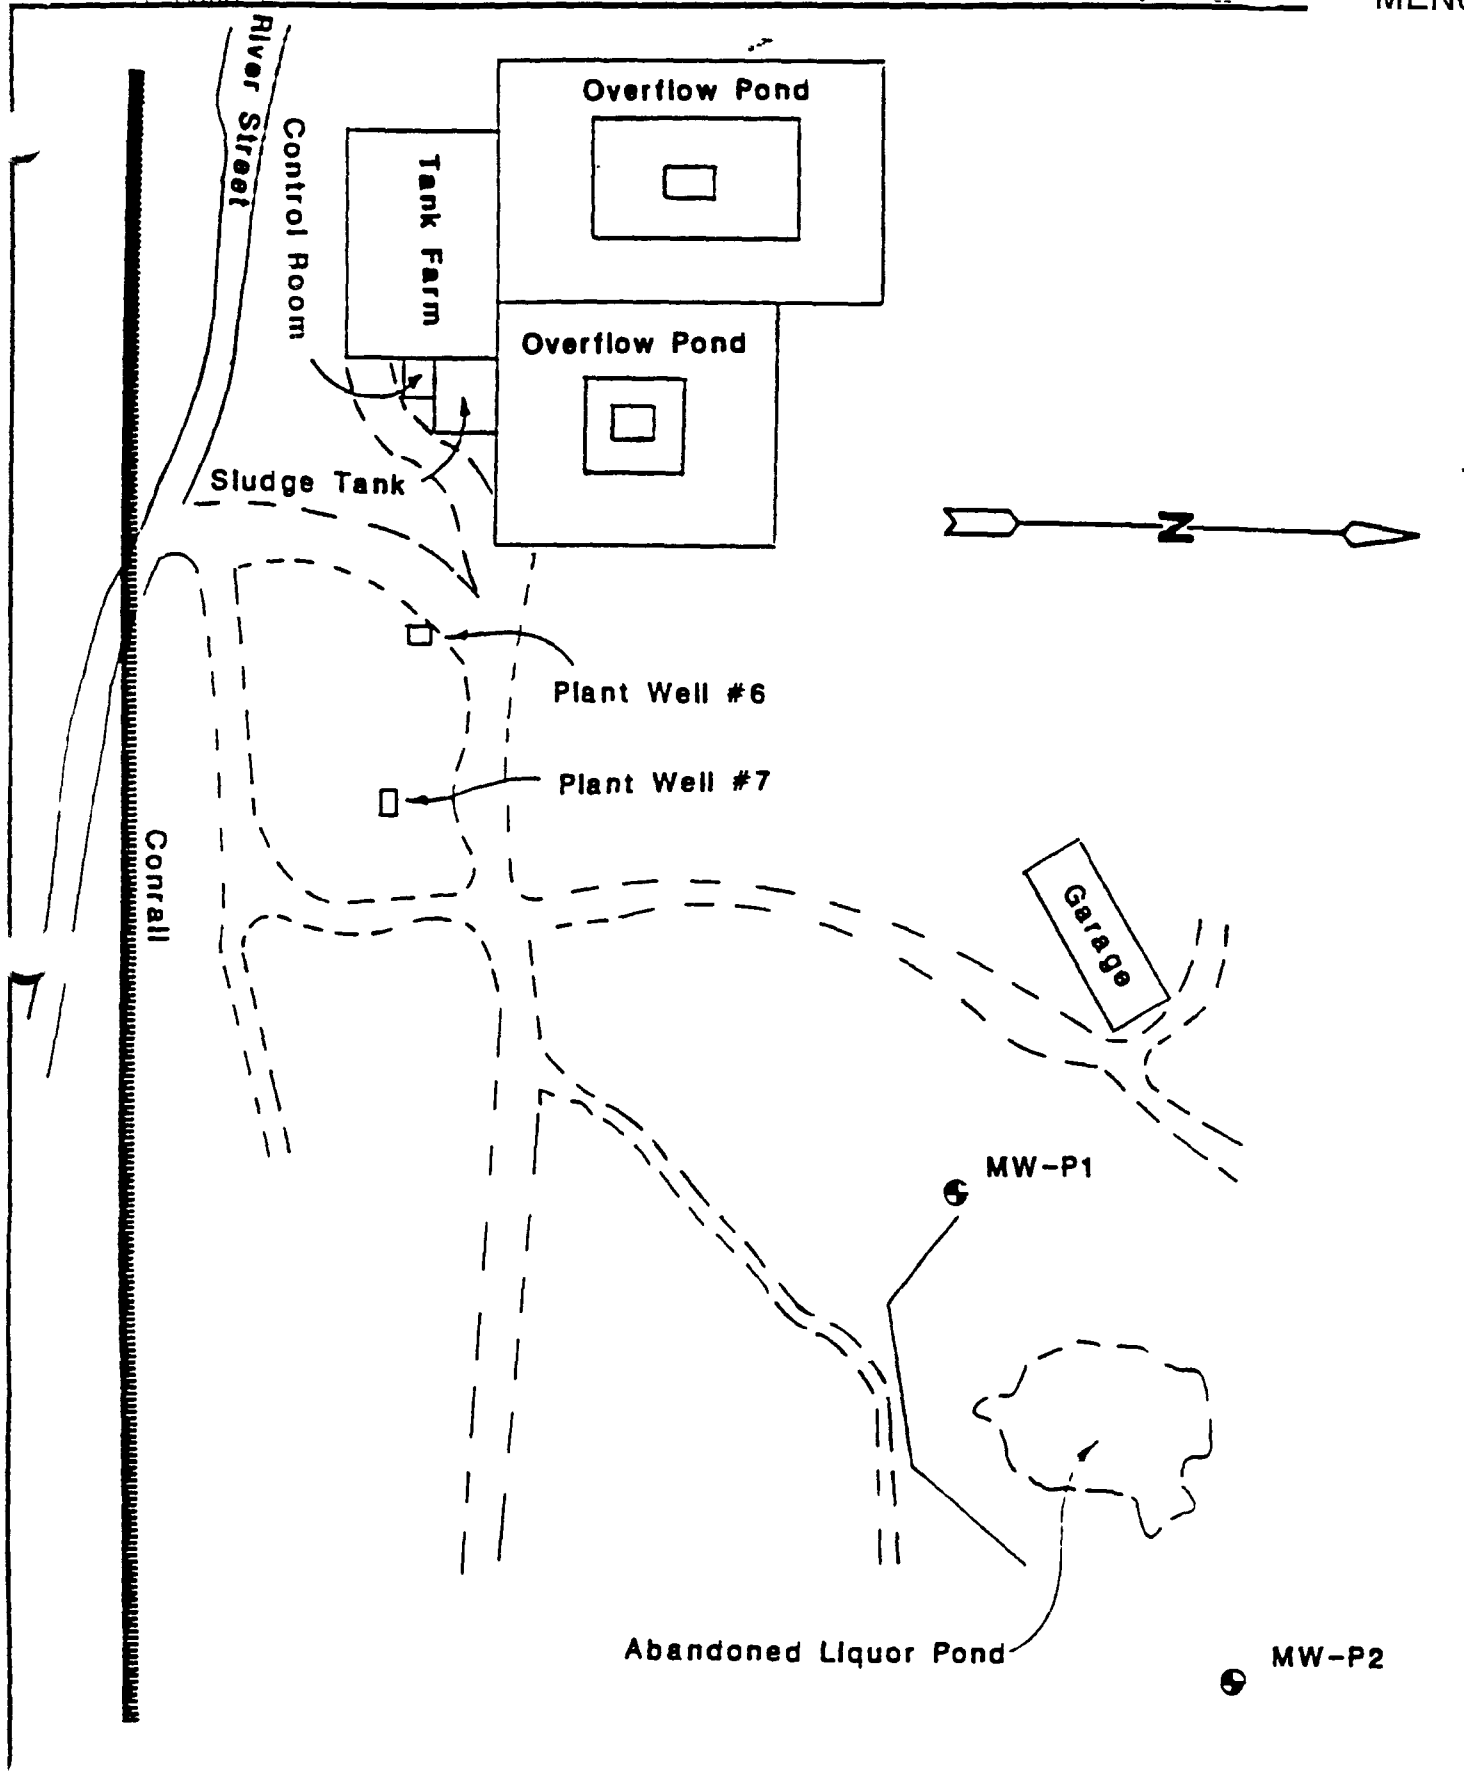 River Street
Control Room
Tank Farm
Overflow Pond
Overflow Pond
Sludge Tank
N
Plant Well #6
Plant Well #7
Conrail
Garage
MW-P1
Abandoned Liquor Pond
MW-P2